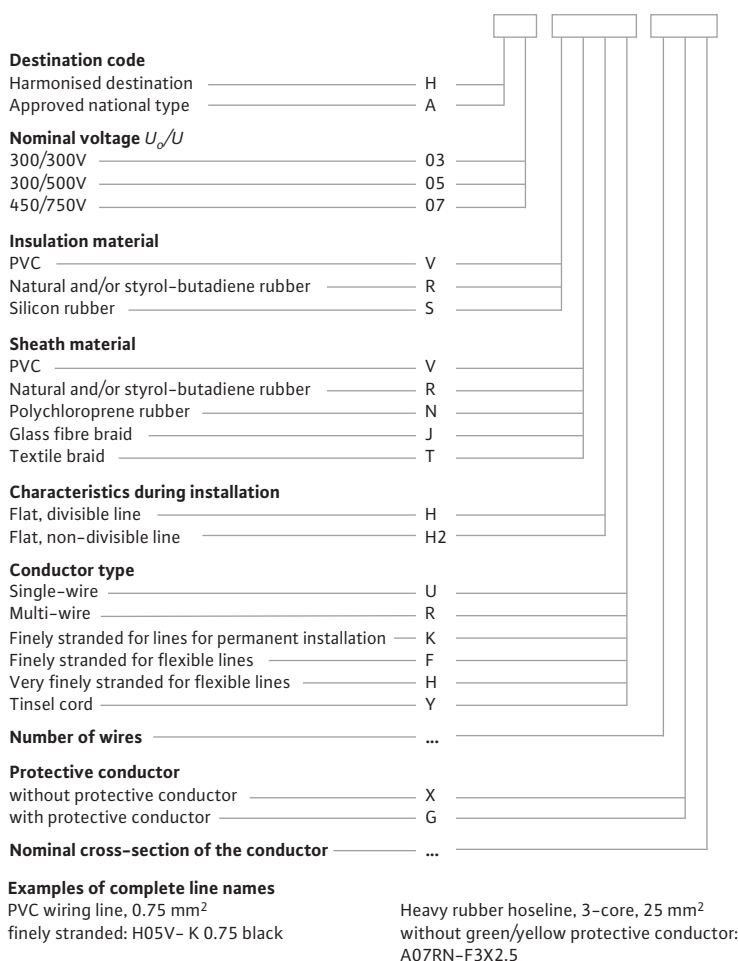 Destination code
Harmonised destination H
Approved national type A
Nominal voltage Uo/U
300/300V 03
300/500V 05
450/750V 07
Insulation material
PVC V
Natural and/or styrol-butadiene rubber R
Silicon rubber S
Sheath material
PVC V
Natural and/or styrol-butadiene rubber R
Polychloroprene rubber N
Glass fibre braid J
Textile braid T
Characteristics during installation
Flat, divisible line H
Flat, non-divisible line H2
Conductor type
Single-wire U
Multi-wire R
Finely stranded for lines for permanent installation K
Finely stranded for flexible lines F
Very finely stranded for flexible lines H
Tinsel cord Y
Number of wires ...
Protective conductor
without protective conductor X
with protective conductor G
Nominal cross-section of the conductor ...
Examples of complete line names
PVC wiring line, 0.75 mm²
finely stranded: H05V- K 0.75 black
Heavy rubber hoseline, 3-core, 25 mm²
without green/yellow protective conductor:
A07RN-F3X2.5